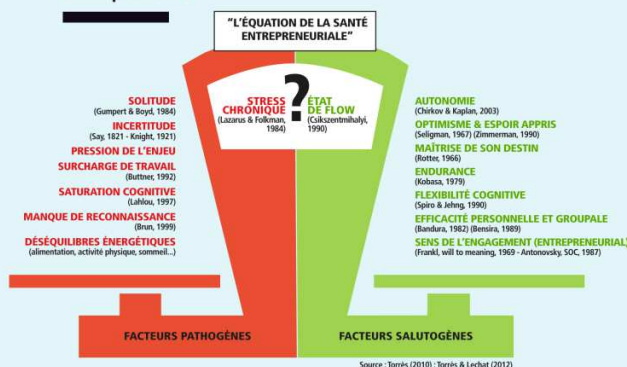 "L'ÉQUATION DE LA SANTÉ
ENTREPRENEURIALE"
SOLITUDE
(Gumpert & Boyd, 1984)
INCERTITUDE
(Say, 1821 - Knight, 1921)
PRESSION DE L'ENJEU
SURCHARGE DE TRAVAIL
(Buttner, 1992)
SATURATION COGNITIVE
(Lahlou, 1997)
MANQUE DE RECONNAISSANCE
(Brun, 1999)
DÉSÉQUILIBRES ÉNERGÉTIQUES
(alimentation, activité physique, sommeil...)
STRESS
CHRONIQUE
(Lazarus & Folkman,
1984)
?
ÉTAT
DE FLOW
(Csikszentmihalyi,
1990)
AUTONOMIE
(Chirkov & Kaplan, 2003)
OPTIMISME & ESPOIR APPRIS
(Seligman, 1967) (Zimmerman, 1990)
MAÎTRISE DE SON DESTIN
(Rotter, 1966)
ENDURANCE
(Kobasa, 1979)
FLEXIBILITÉ COGNITIVE
(Spiro & Jehng, 1990)
EFFICACITÉ PERSONNELLE ET GROUPALE
(Bandura, 1982) (Bensira, 1989)
SENS DE L'ENGAGEMENT (ENTREPRENEURIAL)
(Frankl, will to meaning, 1969 - Antonovsky, SOC, 1987)
FACTEURS PATHOGÈNES
FACTEURS SALUTOGÈNES
Source : Torrès (2010) ; Torrès & Lechat (2012)